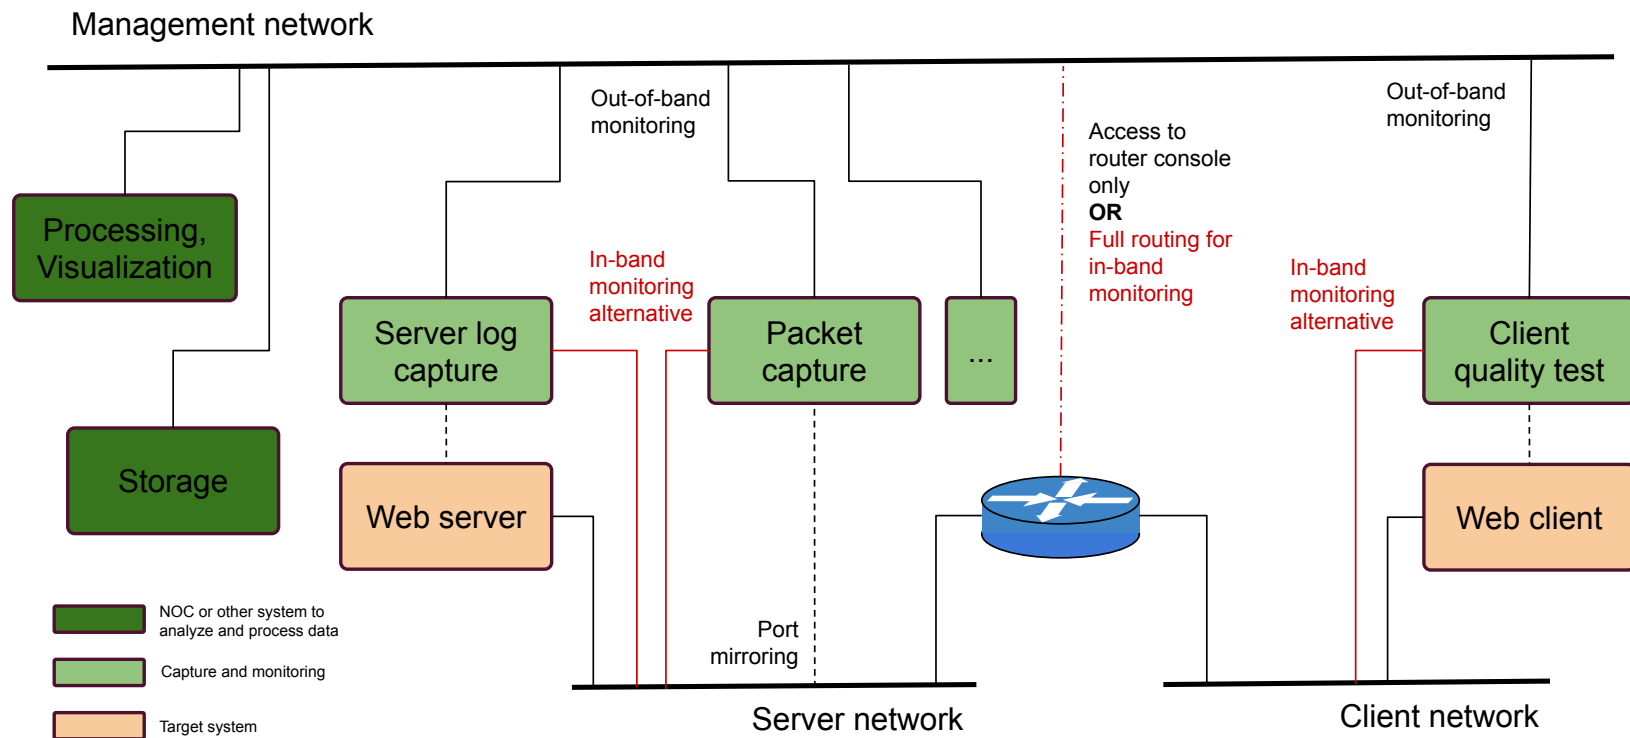 Management network
Out-of-band
monitoring
Out-of-band
monitoring
Access to
router console
only
OR
Full routing for
in-band
monitoring
Processing,
Visualization
In-band
monitoring
alternative
In-band
monitoring
alternative
Server log
capture
Packet
capture
...
Client
quality test
Storage
Web server
Web client
NOC or other system to
analyze and process data
Capture and monitoring
Target system
Port
mirroring
Server network
Client network